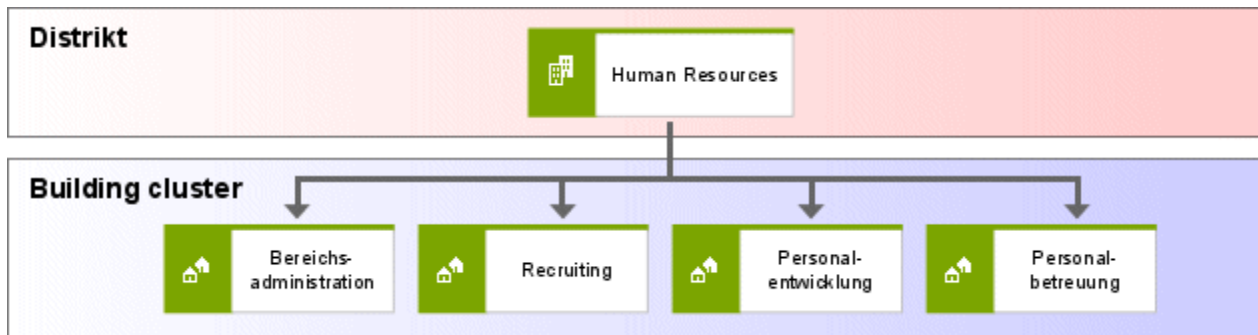 Distrikt
Human Resources
Building cluster
Bereichs-
administration
Recruiting
Personal-
entwicklung
Personal-
betreuung